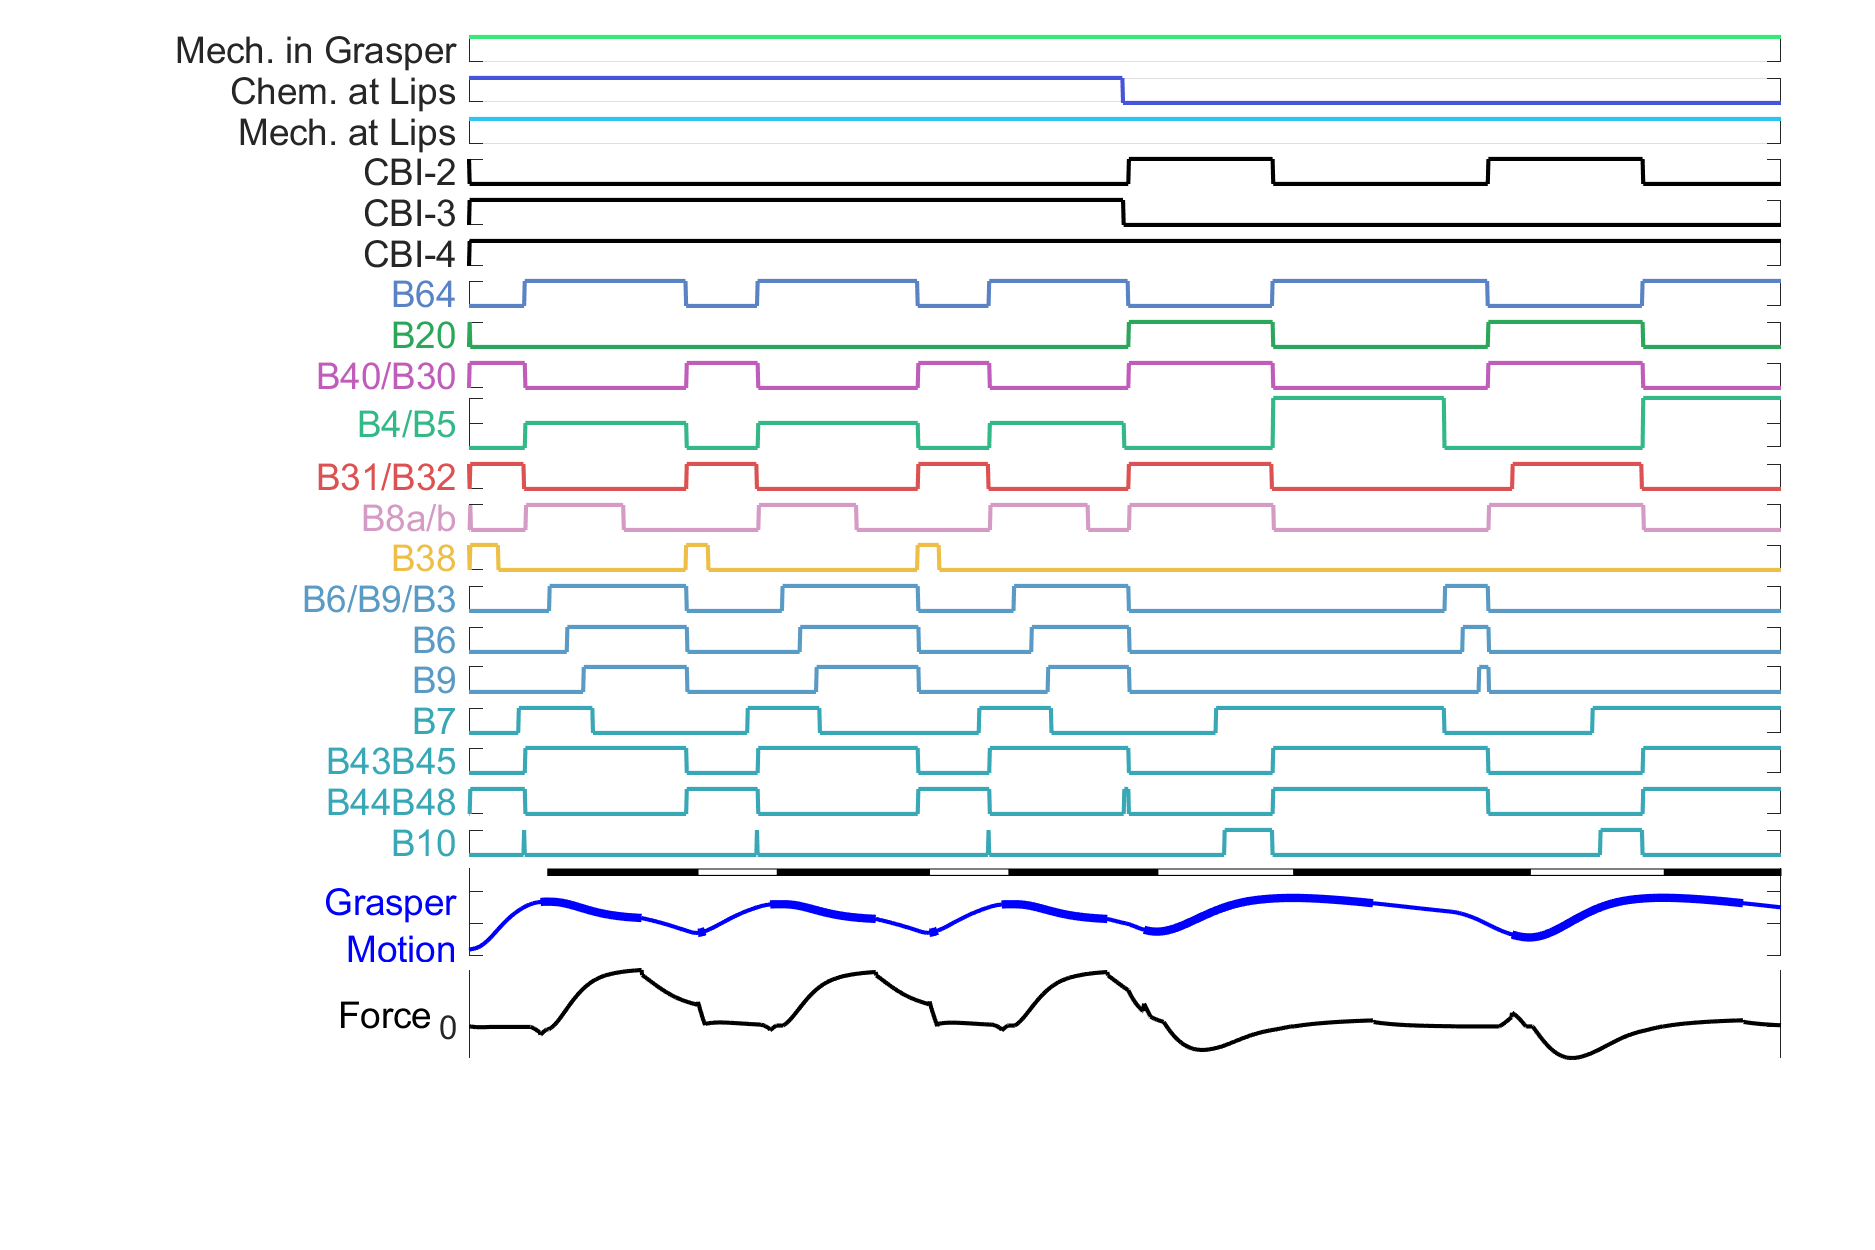 Mech. in Grasper
Chem. at Lips
Mech. at Lips
CBI-2
CBI-3
CBI-4
B64
B20
B40/B30
B4/B5
B31/B32
B8a/b
B38
B6/B9/B3
B6
B9
B7
B43B45
B44B48
B10
Grasper
Motion
Force 0